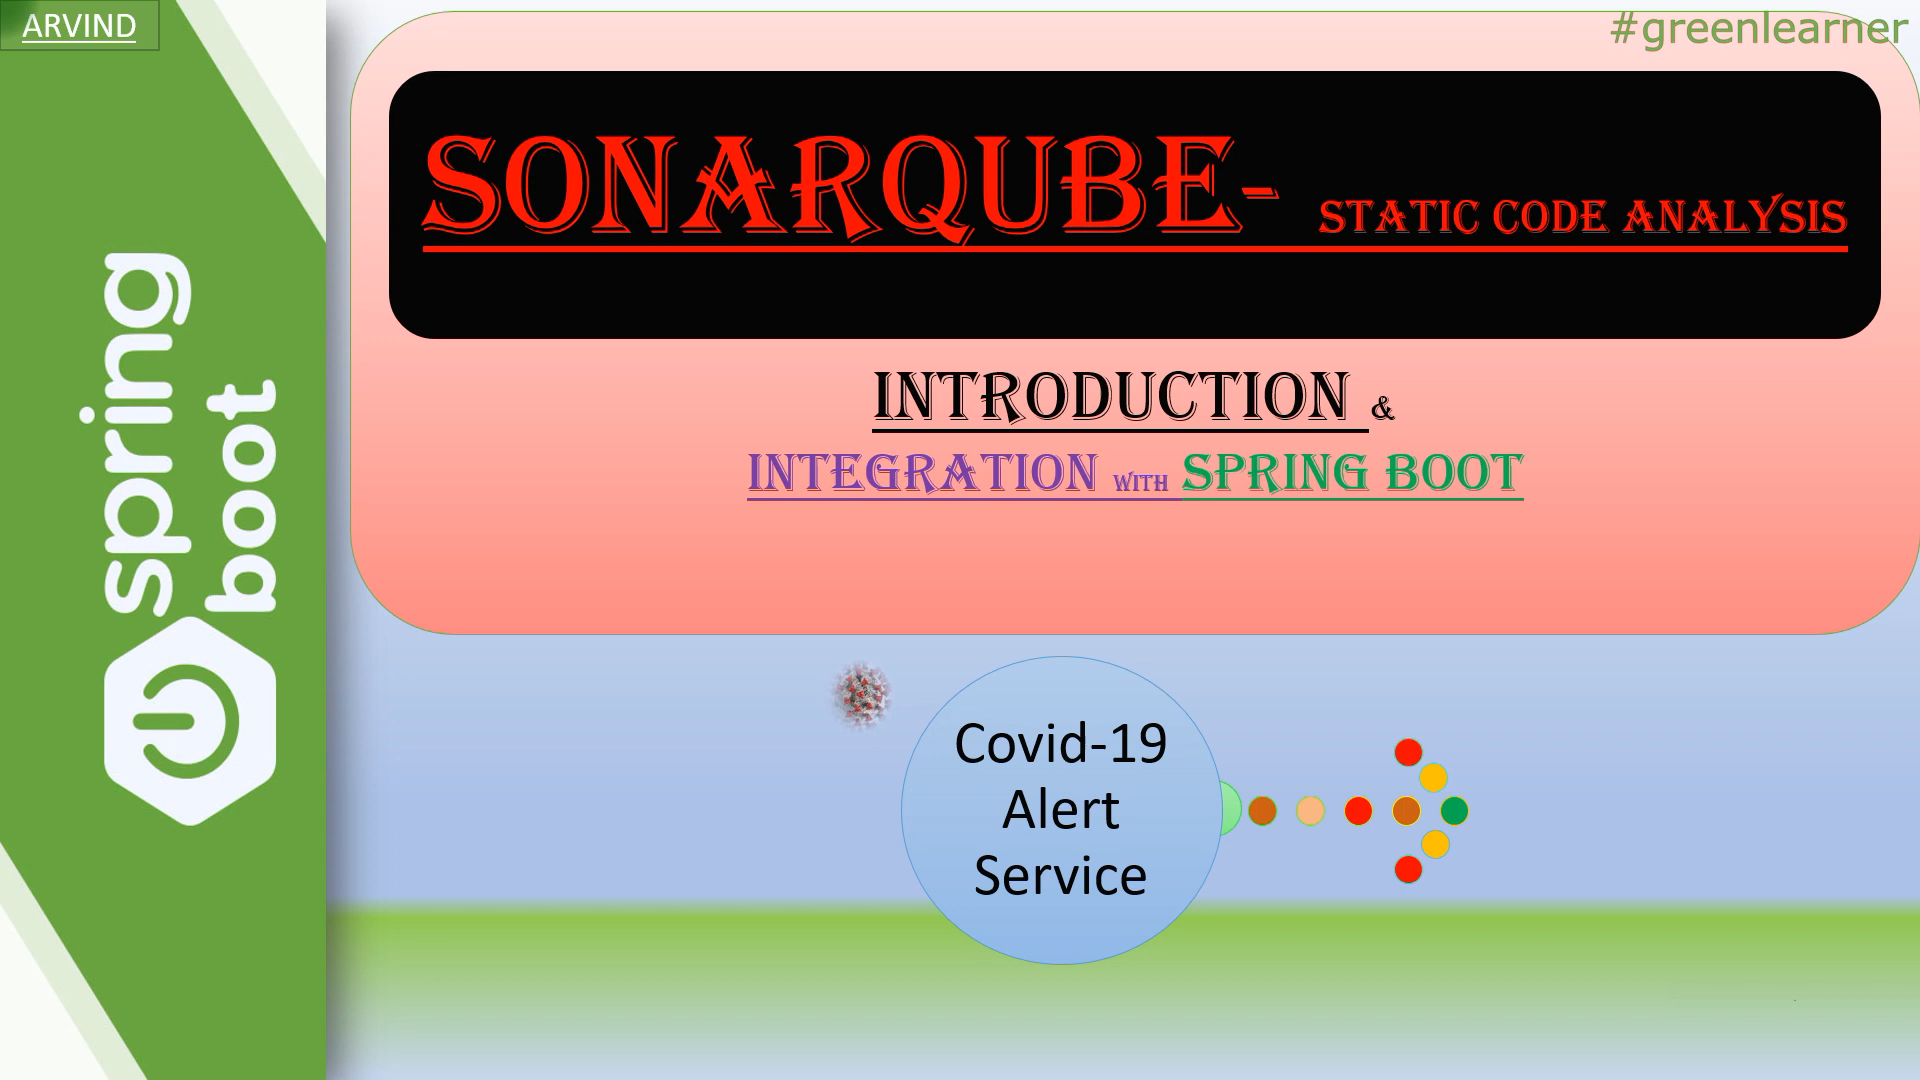 ARVIND
#greenlearner
SONARQUBE- STATIC CODE ANALYSIS
INTRODUCTION &
INTEGRATION WITH SPRING BOOT
spring
boot
Covid-19
Alert
Service